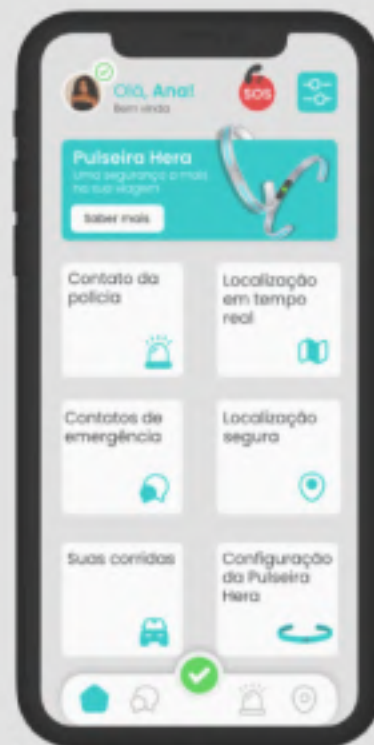 Olá, Ana!
Bem vinda
SOS
Pulseira Hera
Uma segurança a mais
na sua viagem
Saber mais
Contato da
polícia
Localização
em tempo
real
Contatos de
emergência
Localização
segura
Suas corridas
Configuração
da Pulseira
Hera